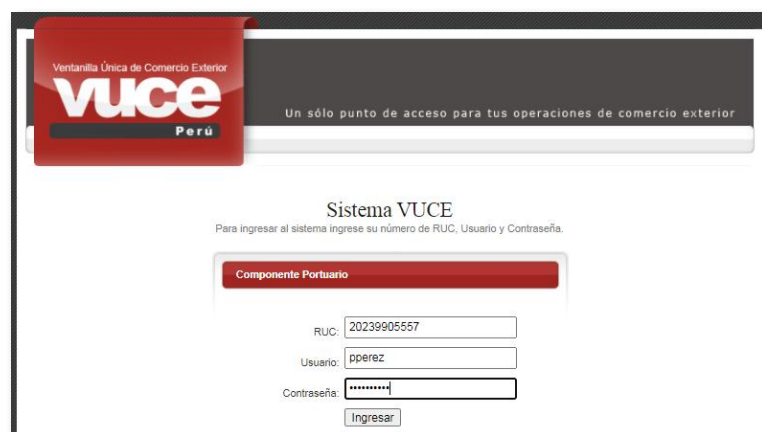 Ventanilla Única de Comercio Exterior
vuce
Perú
Un sólo punto de acceso para tus operaciones de comercio exterior
Sistema VUCE
Para ingresar al sistema ingrese su número de RUC, Usuario y Contraseña.
Componente Portuario
RUC: 20239905557
Usuario: pperez
Contraseña: ••••••••••
Ingresar